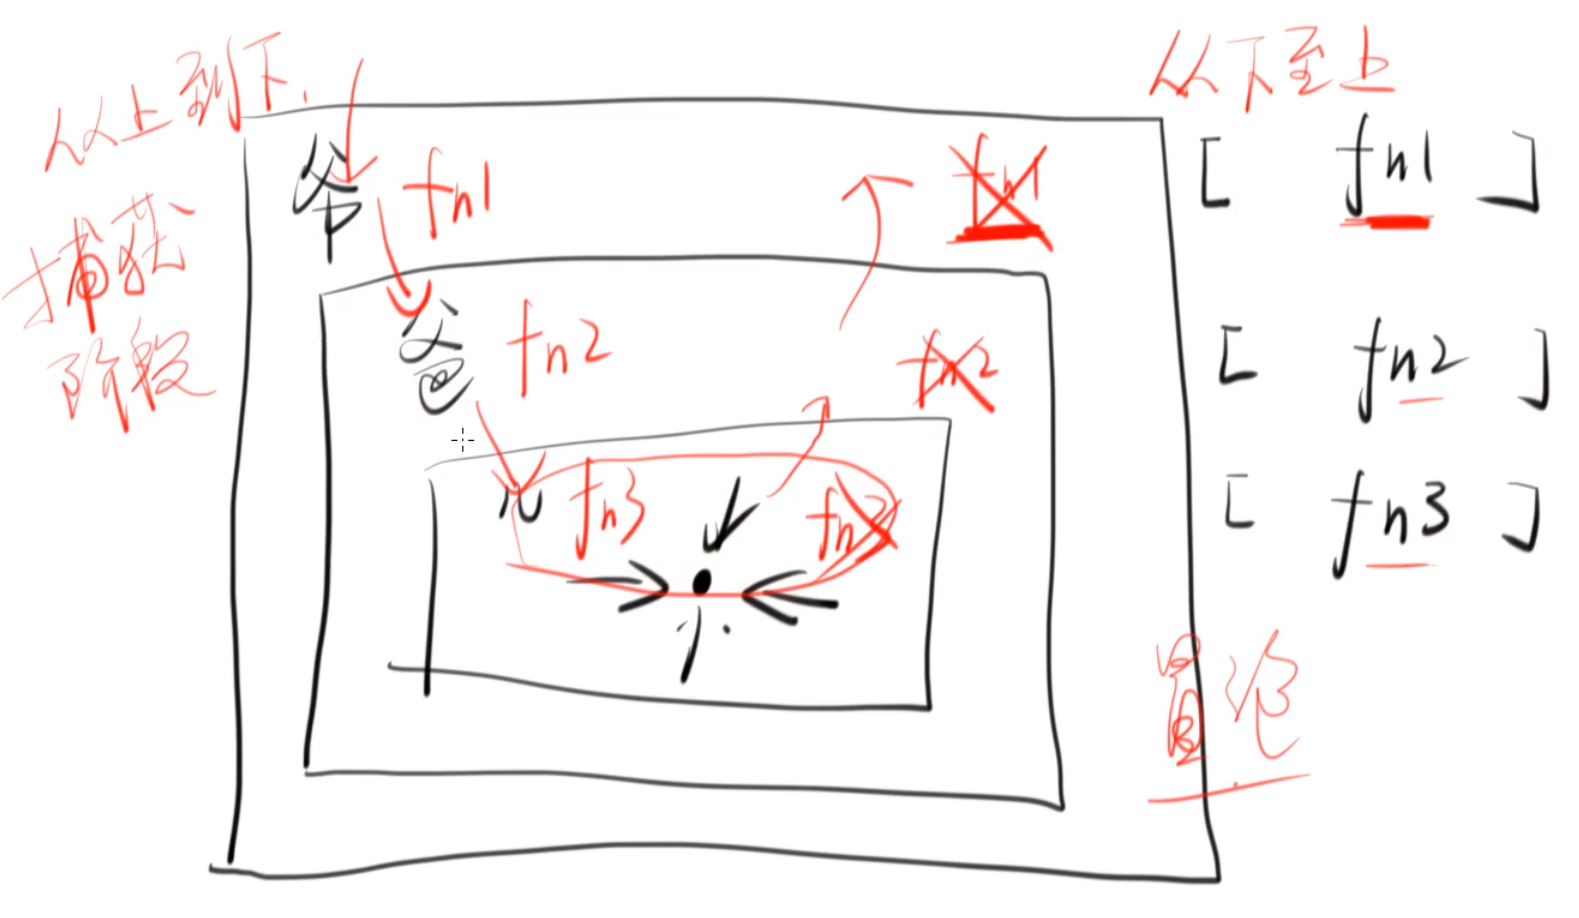 从上到下.
捕获
阶段
爷 fn1
爸 fn2
儿 fn3
fn1
fn2
fn3
从下至上
[ fn1 ]
[ fn2 ]
[ fn3 ]
冒泡